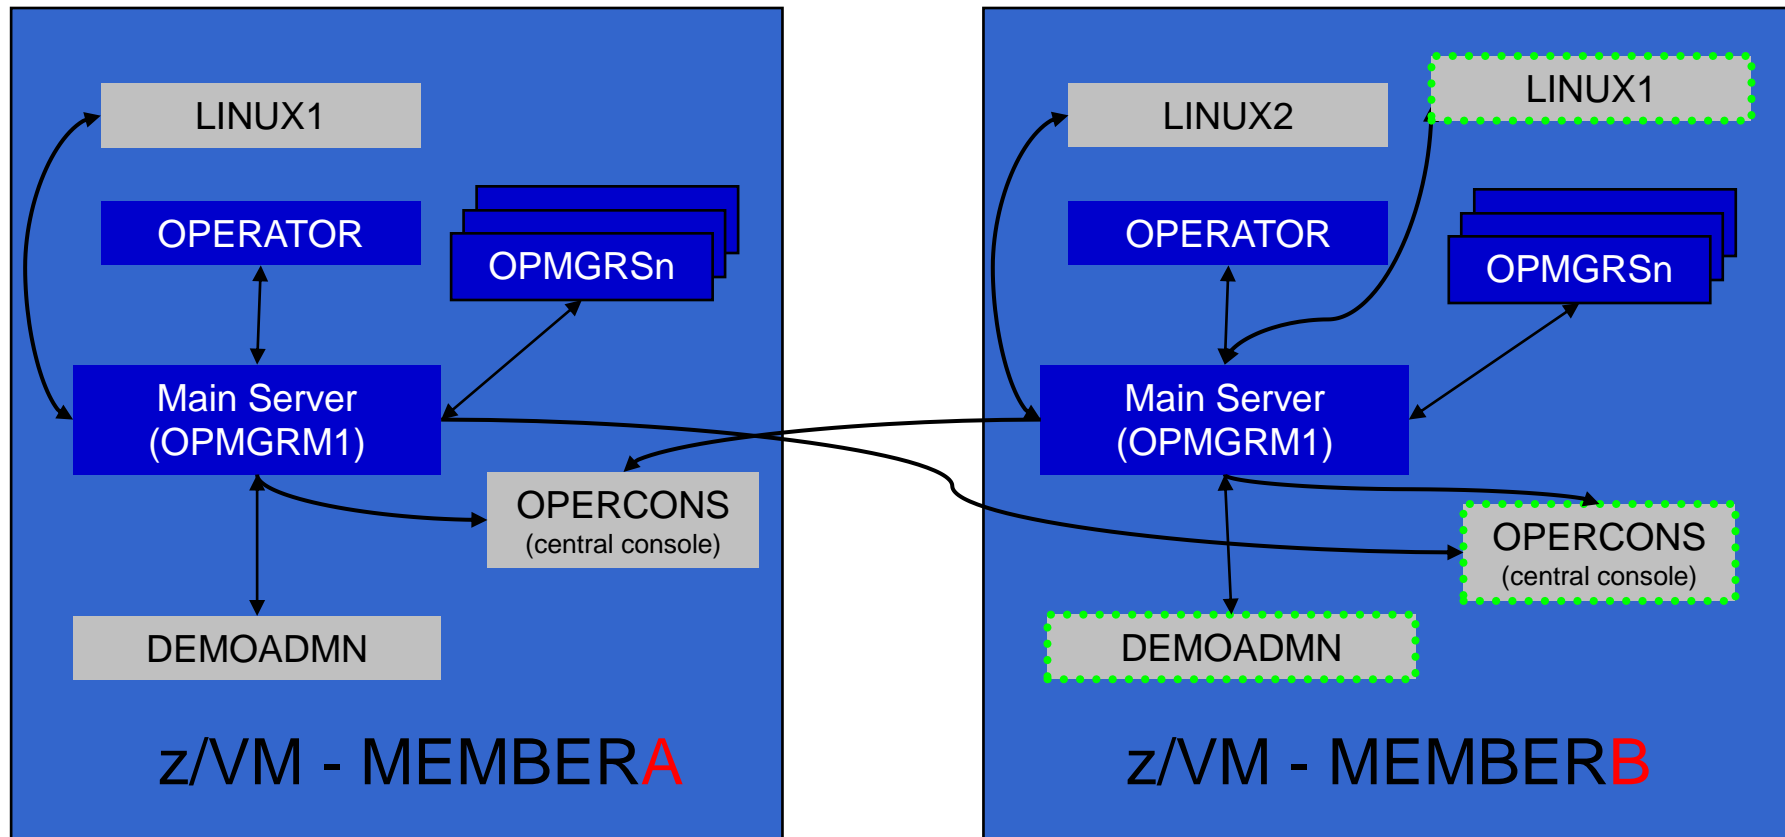 LINUX1
OPERATOR
OPMGRSn
Main Server
(OPMGRM1)
OPERCONS
(central console)
DEMOADMN
z/VM - MEMBERA
LINUX2
LINUX1
OPERATOR
OPMGRSn
Main Server
(OPMGRM1)
OPERCONS
(central console)
DEMOADMN
z/VM - MEMBERB